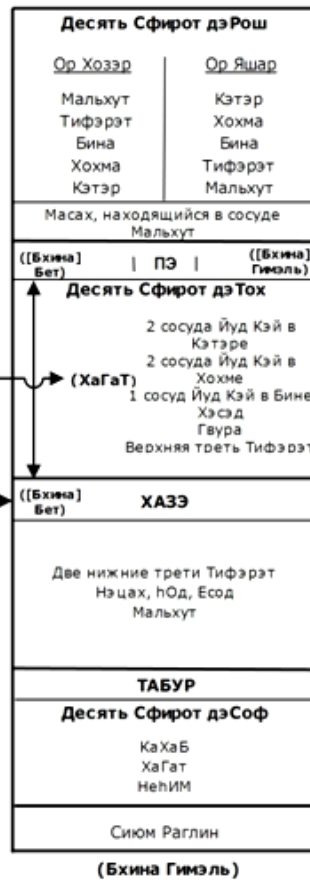 Десять Сфирот дэРош
Ор Хозэр Ор Яшар
Мальхут Кэтэр
Тифэрэт Хохма
Бина Бина
Хохма Тифэрэт
Кэтэр Мальхут
Масах, находящийся в сосуде
Мальхут
([Бхина] Бет) | ПЭ | ([Бхина] Гимэль)
Десять Сфирот дэТох
2 сосуда Йуд Кэй в
Кэтэре
2 сосуда Йуд Кэй в
Хохме
(ХаГаТ)
1 сосуд Йуд Кэй в Бине
Хэсэд
Гвура
Верхняя треть Тифэрэт
([Бхина] Бет) ХАЗЭ
Две нижние трети Тифэрэт
Нэцах, hОд, Есод
Мальхут
ТАБУР
Десять Сфирот дэСоф
КаХаБ
ХаГат
НеhИМ
Сиюм Раглин
(Бхина Гимэль)